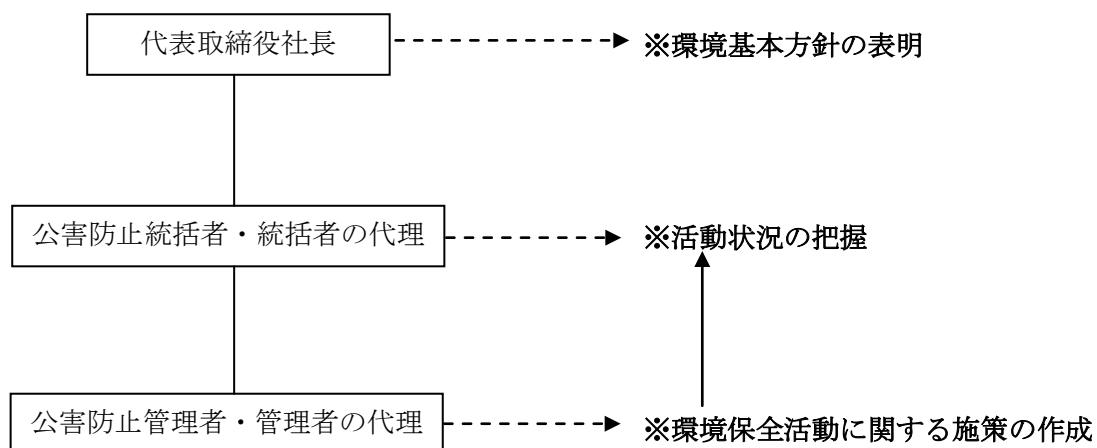 代表取締役社長
※環境基本方針の表明
公害防止統括者・統括者の代理
※活動状況の把握
公害防止管理者・管理者の代理
※環境保全活動に関する施策の作成